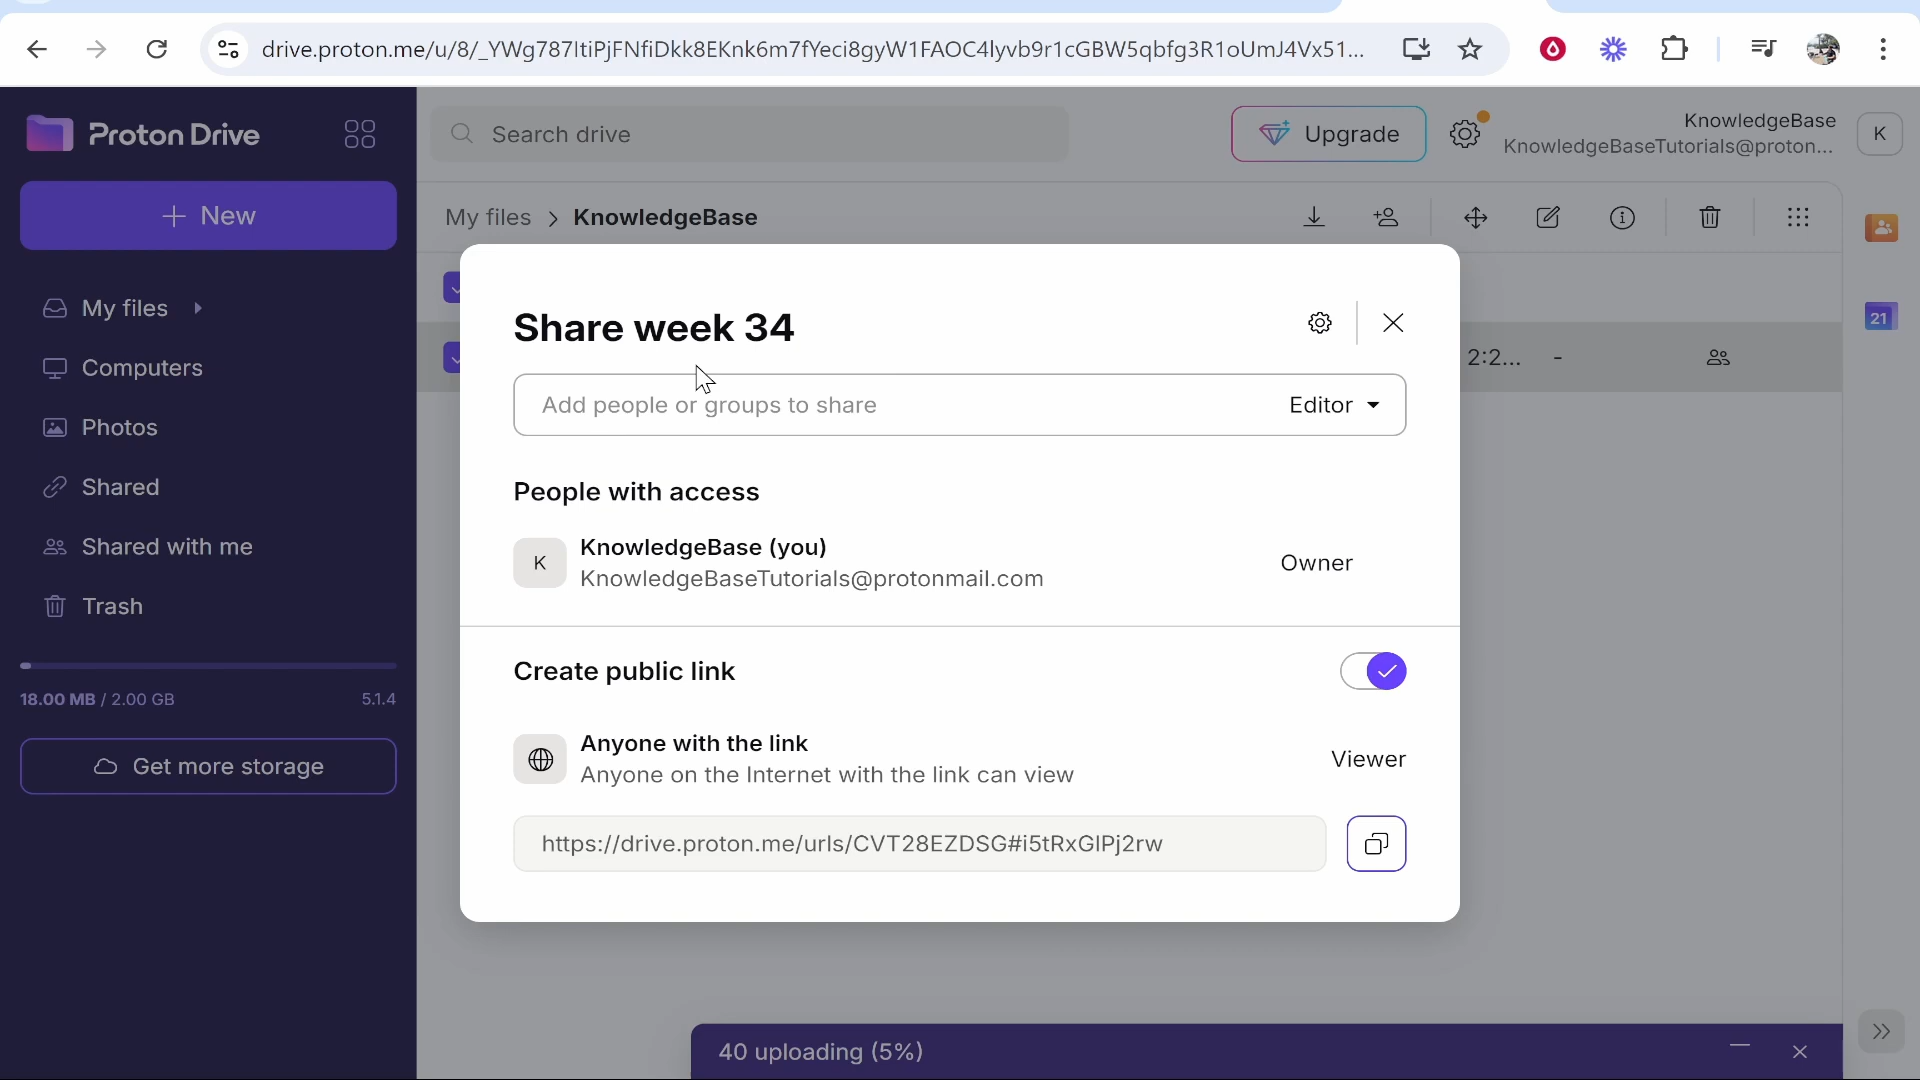 drive.proton.me/u/8/_YWg787ItiPjFNfiDkk8EKnk6m7fYeci8gyW1FAOC4lyvb9r1cGBW5qbfg3R1oUmJ4Vx51...
Proton Drive
Search drive
Upgrade
KnowledgeBase
KnowledgeBaseTutorials@proton...
K
New
My files > KnowledgeBase
My files
Computers
Photos
Shared
Shared with me
Trash
18.00 MB / 2.00 GB
5.1.4
Get more storage
Share week 34
Add people or groups to share
Editor
2:2...
-
21
People with access
K
KnowledgeBase (you)
KnowledgeBaseTutorials@protonmail.com
Owner
Create public link
Anyone with the link
Anyone on the Internet with the link can view
Viewer
https://drive.proton.me/urls/CVT28EZDSG#i5tRxGlPj2rw
40 uploading (5%)